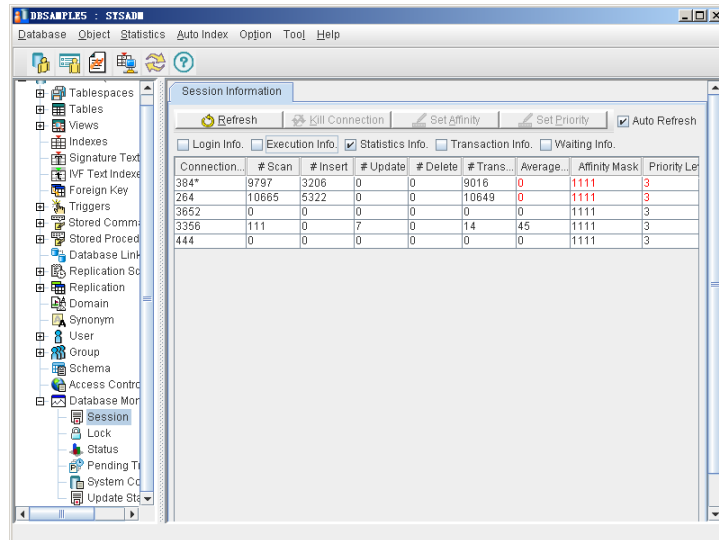 DBSAMPLE5 : SYSADM
Database Object Statistics Auto Index Option Tool Help
Tablespaces
Tables
Views
Indexes
Signature Text
IVF Text Indexe
Foreign Key
Triggers
Stored Comma
Stored Proced
Database Link
Replication Sc
Replication
Domain
Synonym
User
Group
Schema
Access Contro
Database Mor
Session
Lock
Status
Pending Tr
System Co
Update Sta
Session Information
Refresh Kill Connection Set Affinity Set Priority Auto Refresh
Login Info. Execution Info. Statistics Info. Transaction Info. Waiting Info.
Connection... # Scan # Insert # Update # Delete # Trans... Average... Affinity Mask Priority Le
384* 9797 3206 0 0 9016 0 1111 3
264 10665 5322 0 0 10649 0 1111 3
3652 0 0 0 0 0 0 1111 3
3356 111 0 7 0 14 45 1111 3
444 0 0 0 0 0 0 1111 3